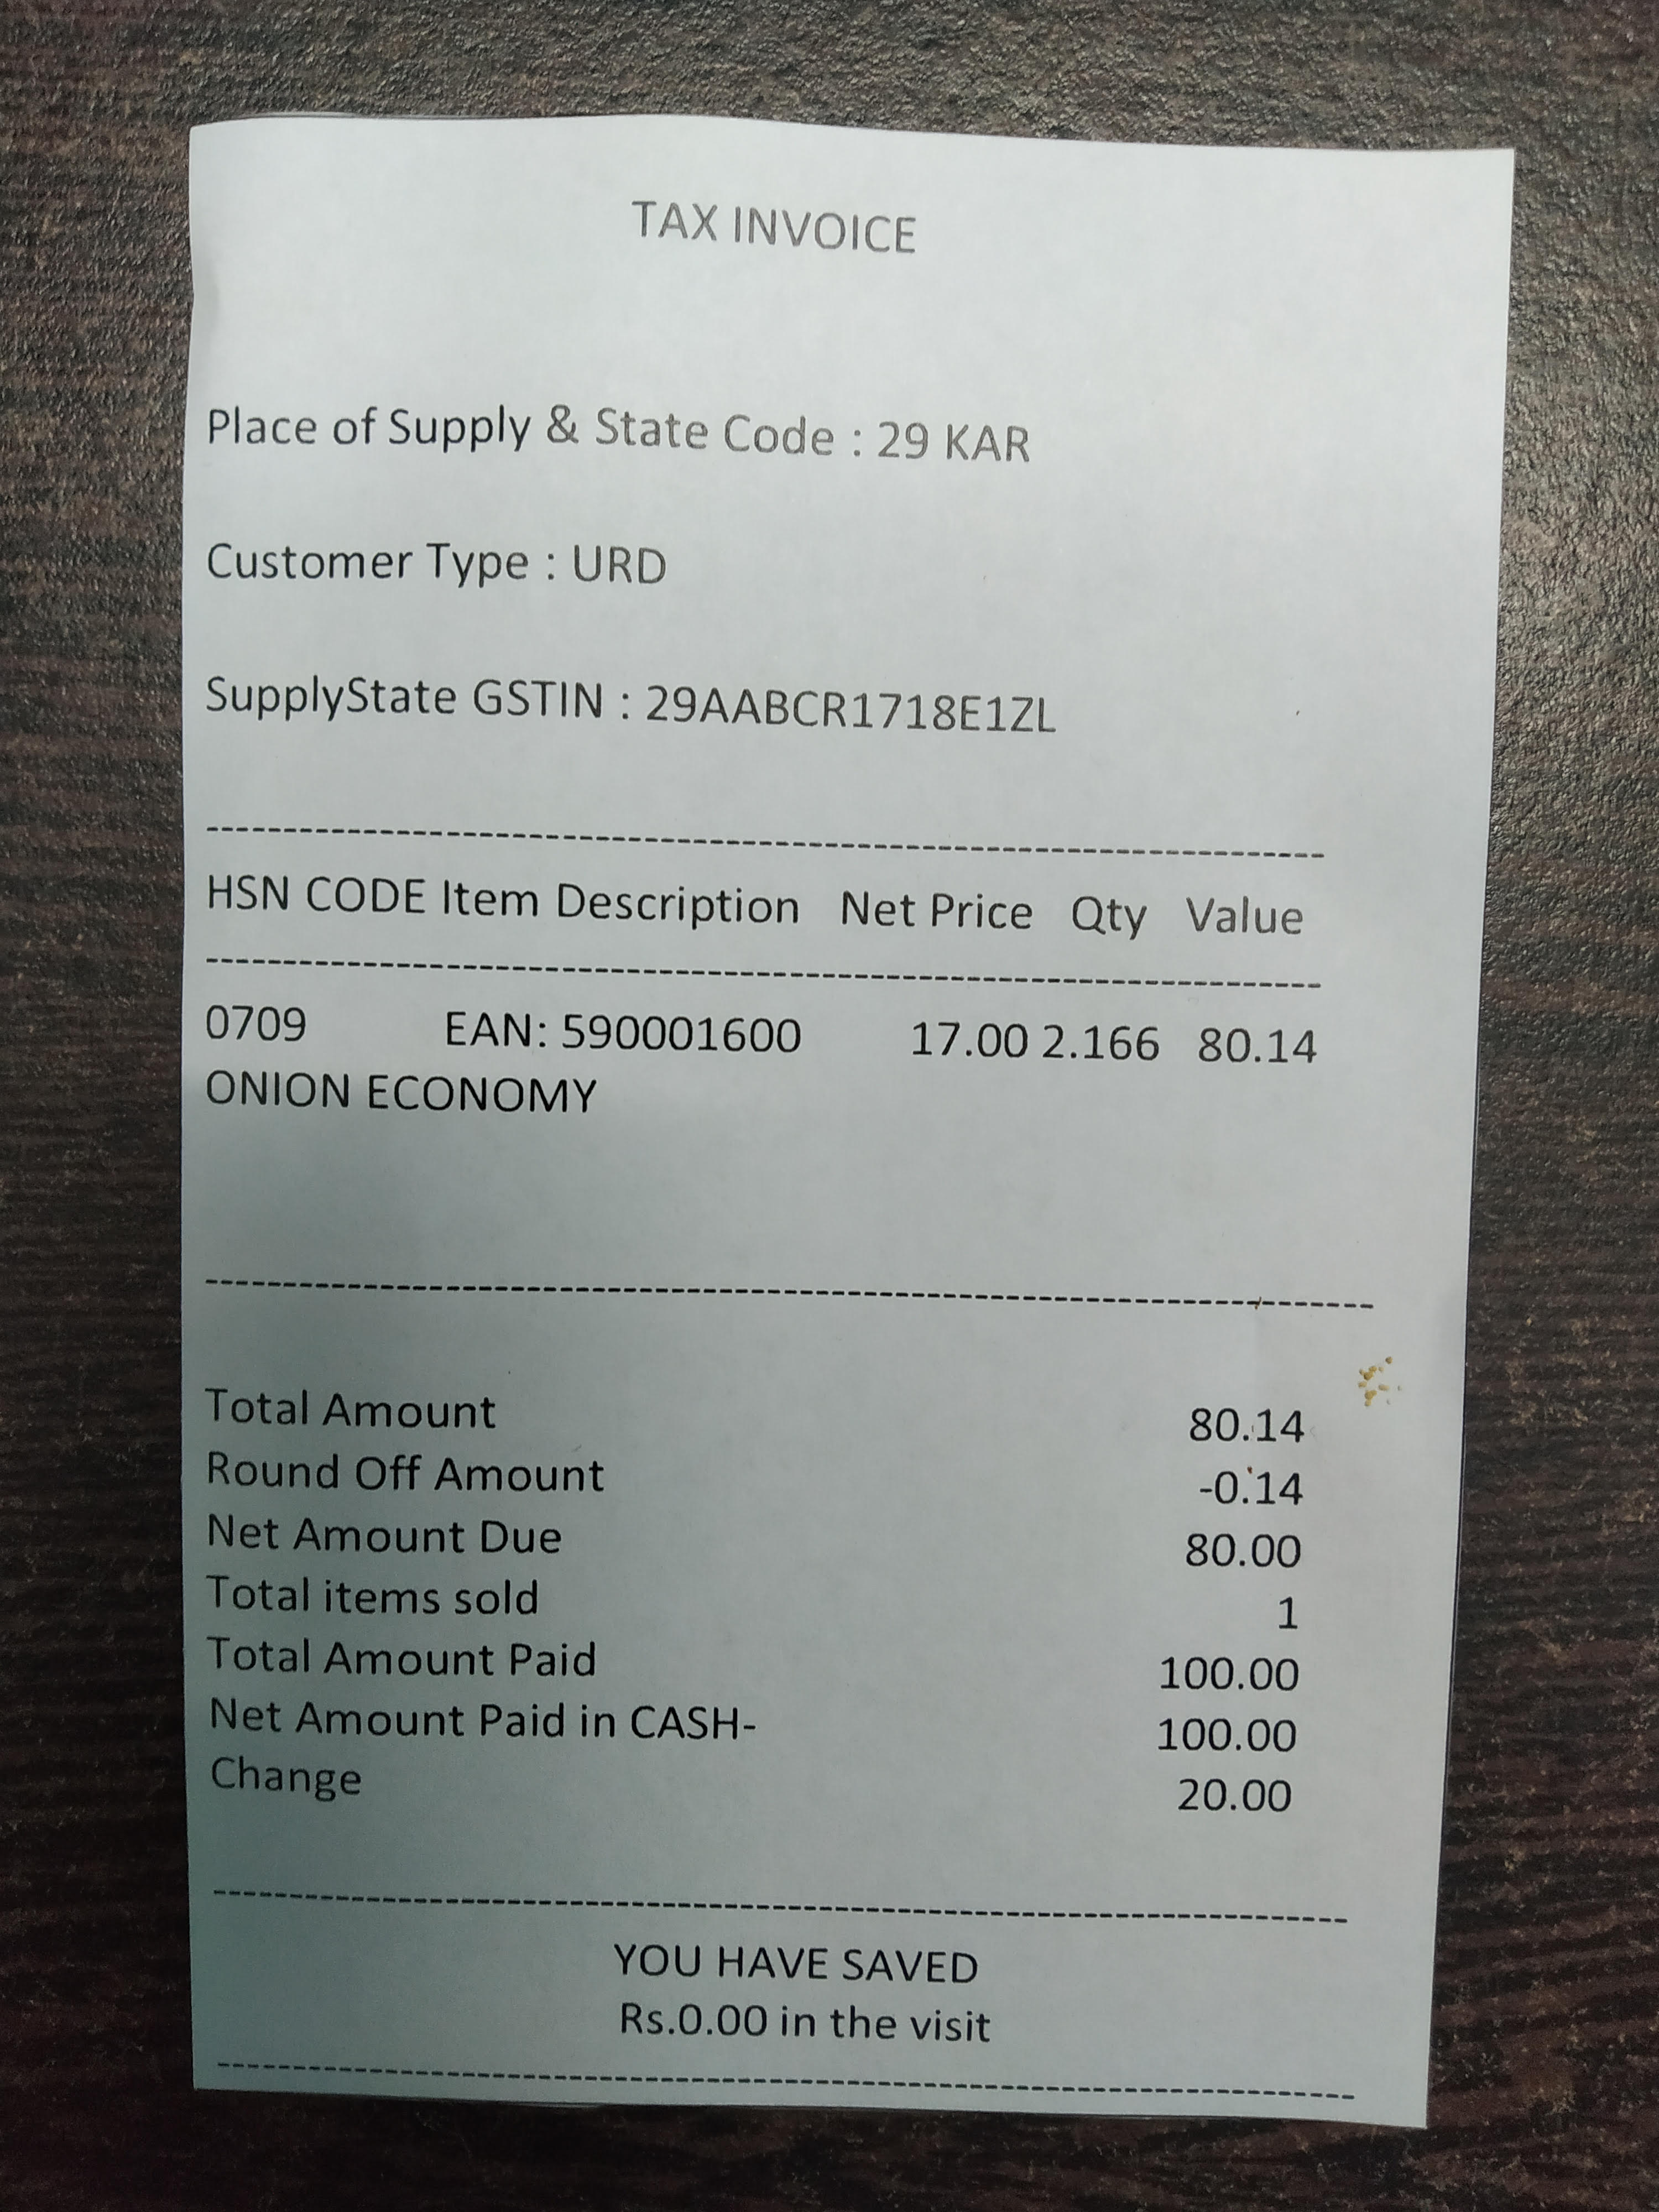 TAX INVOICE
Place of Supply & State Code : 29 KAR
Customer Type : URD
SupplyState GSTIN : 29AABCR1718E1ZL
--------------------------------------------------------------------------------
HSN CODE Item Description Net Price Qty Value
--------------------------------------------------------------------------------
0709 EAN: 590001600 17.00 2.166 80.14
ONION ECONOMY
--------------------------------------------------------------------------------
Total Amount 80.14
Round Off Amount -0.14
Net Amount Due 80.00
Total items sold 1
Total Amount Paid 100.00
Net Amount Paid in CASH- 100.00
Change 20.00
--------------------------------------------------------------------------------
YOU HAVE SAVED
Rs.0.00 in the visit
--------------------------------------------------------------------------------